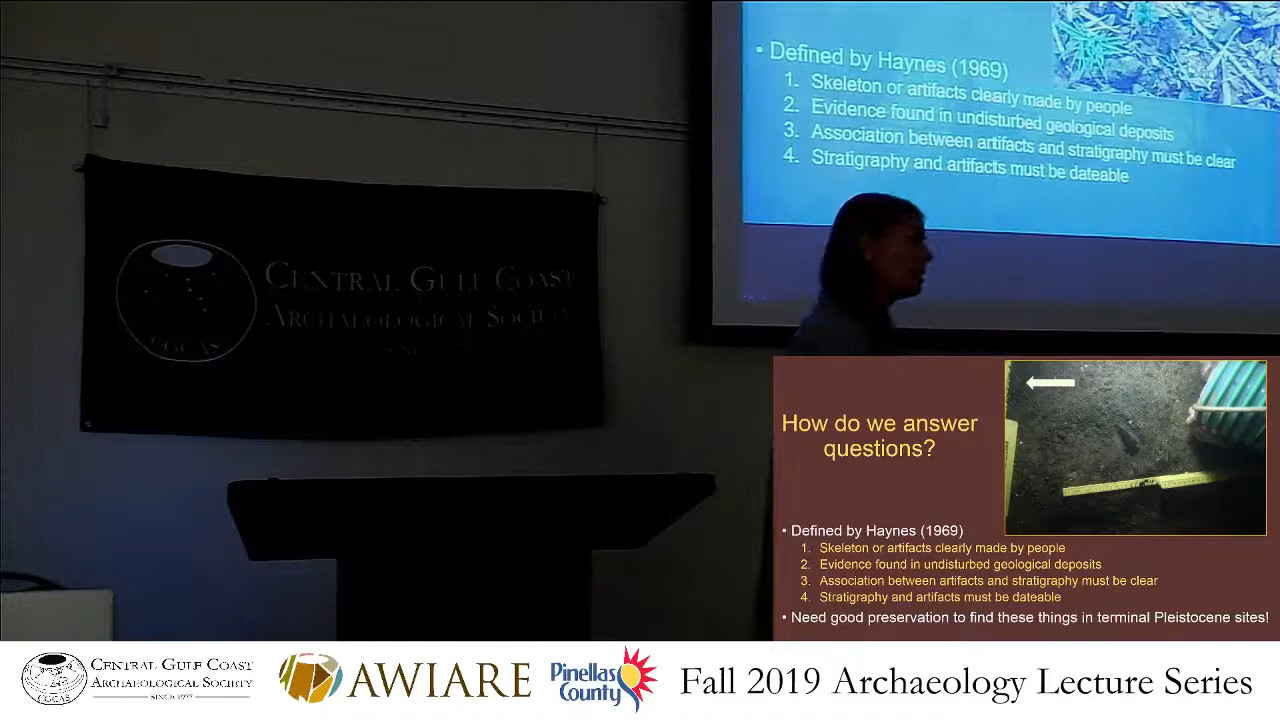 • Defined by Haynes (1969)
1. Skeleton or artifacts clearly made by people
2. Evidence found in undisturbed geological deposits
3. Association between artifacts and stratigraphy must be clear
4. Stratigraphy and artifacts must be dateable
CENTRAL GULF COAST
ARCHAEOLOGICAL SOCIETY
CGCAS
How do we answer
questions?
• Defined by Haynes (1969)
1. Skeleton or artifacts clearly made by people
2. Evidence found in undisturbed geological deposits
3. Association between artifacts and stratigraphy must be clear
4. Stratigraphy and artifacts must be dateable
• Need good preservation to find these things in terminal Pleistocene sites!
CENTRAL GULF COAST
ARCHAEOLOGICAL SOCIETY
SINCE 1977
AWIARE
Pinellas
County
Fall 2019 Archaeology Lecture Series